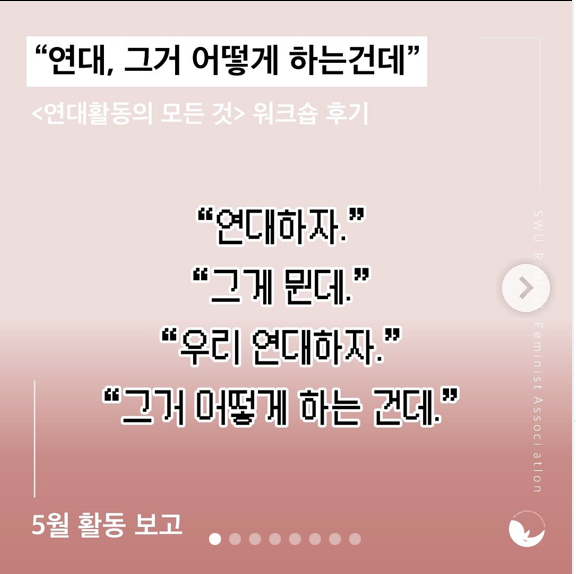 “연대, 그거 어떻게 하는건데”
<연대활동의 모든 것> 워크숍 후기
“연대하자.”
“그게 뭔데.”
“우리 연대하자.”
“그거 어떻게 하는 건데.”
5월 활동 보고
SWU
Feminist Association